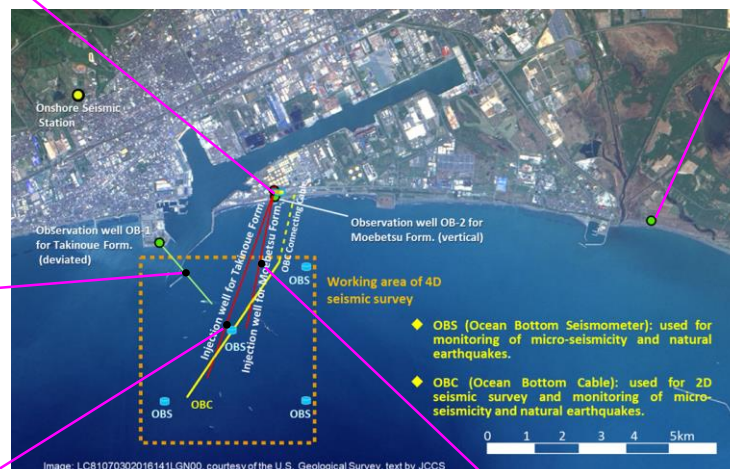 Onshore Seismic
Station
Observation well OB-1
for Takinoue Form.
(deviated)
Injection well for Takinoue Form.
Injection well for Moebetsu Form.
OBC Connecting Cable
Observation well OB-2 for
Moebetsu Form. (vertical)
OBS
Working area of 4D
seismic survey
OBS
OBC
OBS
OBS
◆ OBS (Ocean Bottom Seismometer): used for
monitoring of micro-seismicity and natural
earthquakes.
◆ OBC (Ocean Bottom Cable): used for 2D
seismic survey and monitoring of micro-
seismicity and natural earthquakes.
0 1 2 3 4 5km
Image: LC81070302016141LGN00, courtesy of the U.S. Geological Survey, text by JCCS